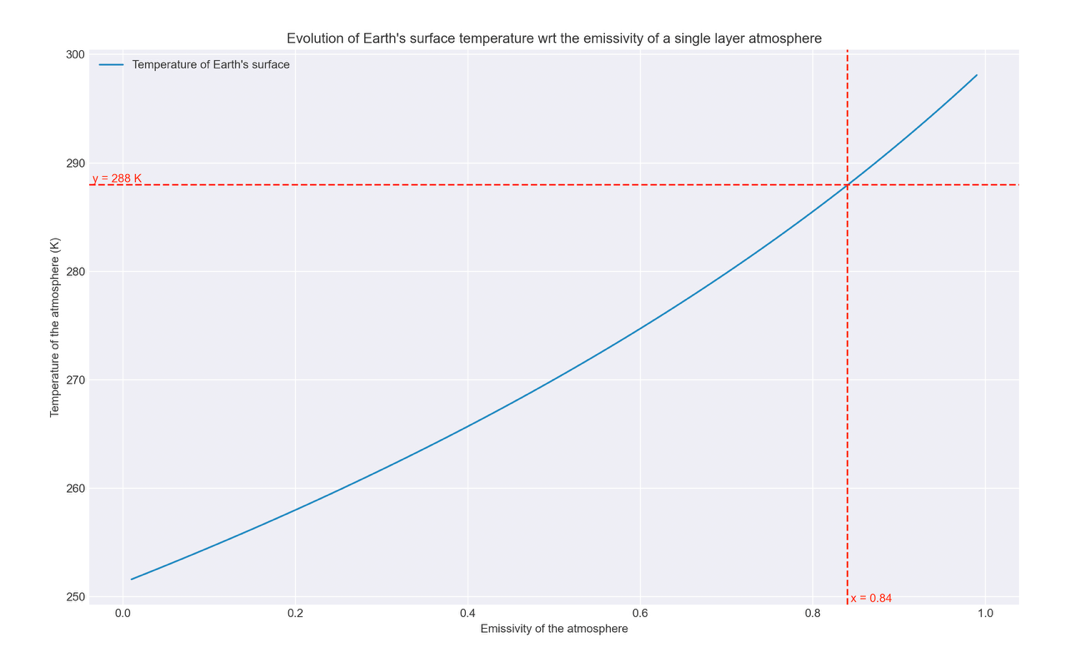 Evolution of Earth's surface temperature wrt the emissivity of a single layer atmosphere
Temperature of Earth's surface
300
290
280
270
260
250
y = 288 K
Temperature of the atmosphere (K)
x = 0.84
0.0 0.2 0.4 0.6 0.8 1.0
Emissivity of the atmosphere